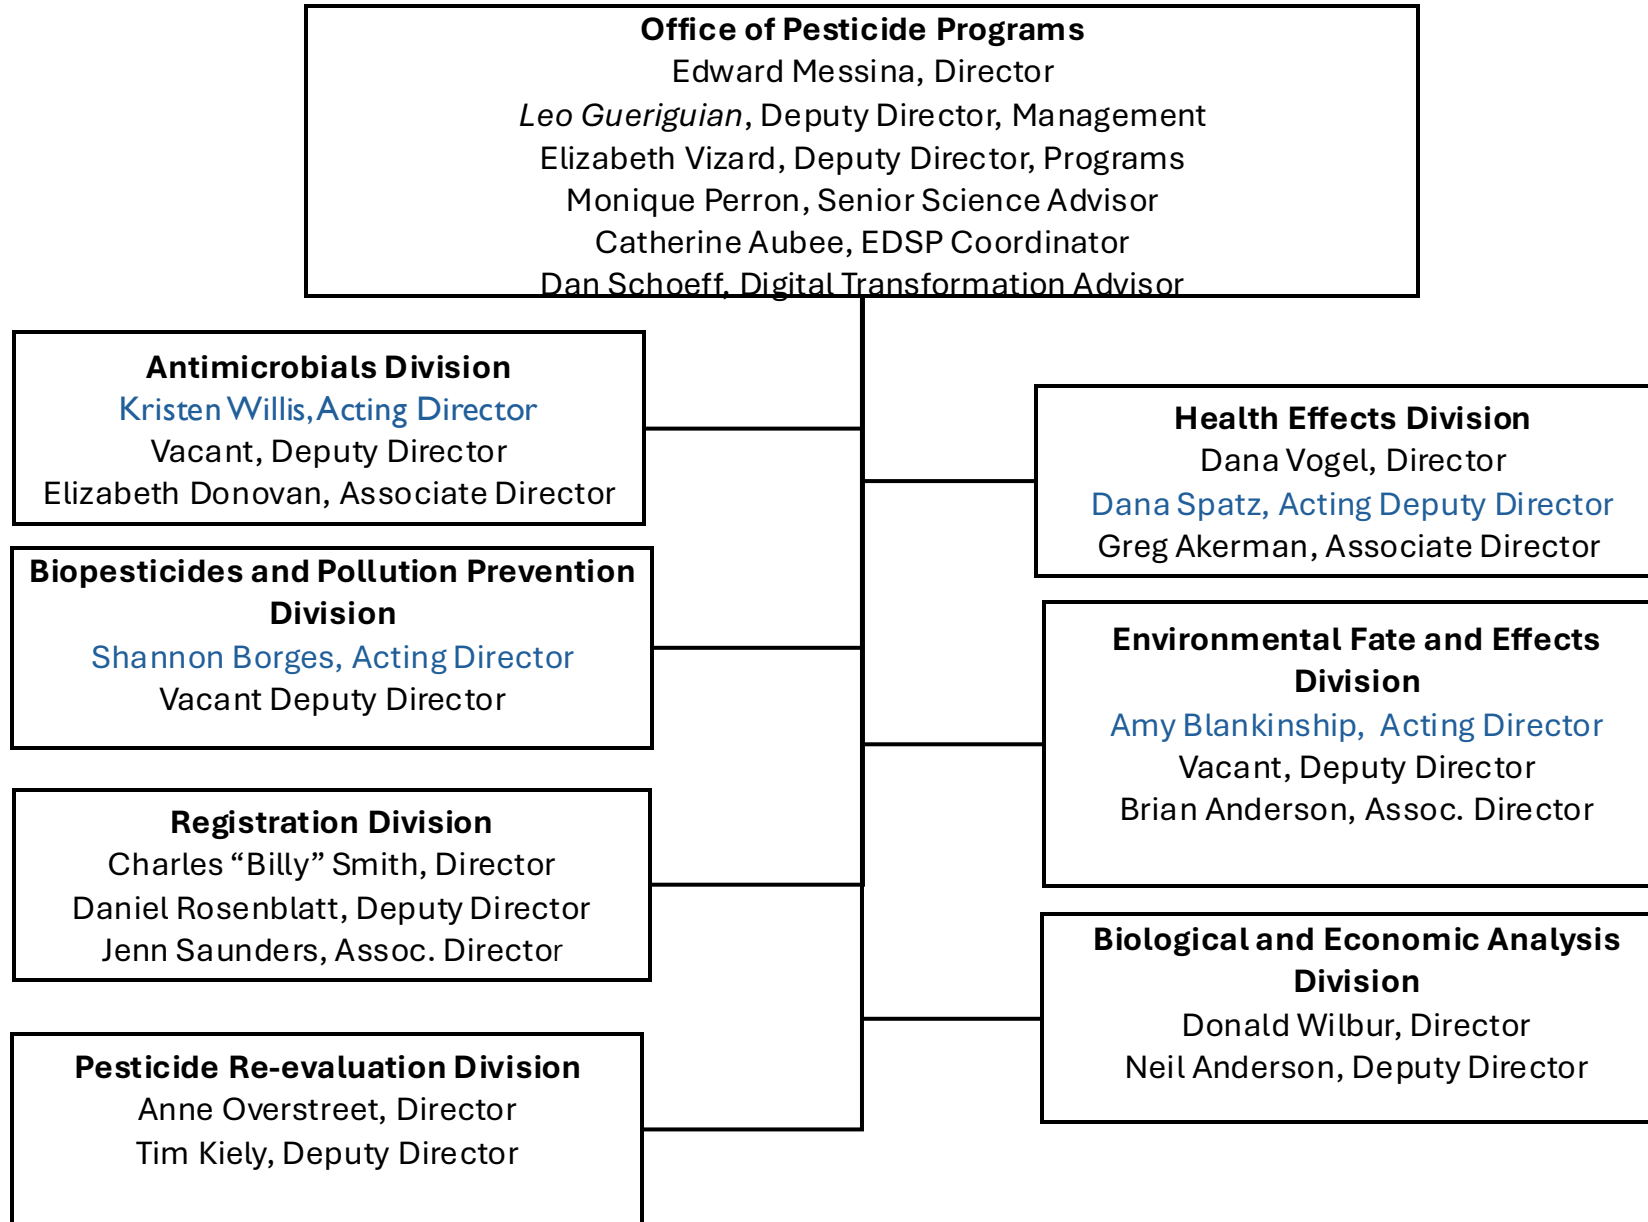 Office of Pesticide Programs
Edward Messina, Director
Leo Gueriguian, Deputy Director, Management
Elizabeth Vizard, Deputy Director, Programs
Monique Perron, Senior Science Advisor
Catherine Aubee, EDSP Coordinator
Dan Schoeff, Digital Transformation Advisor
Antimicrobials Division
Kristen Willis, Acting Director
Vacant, Deputy Director
Elizabeth Donovan, Associate Director
Biopesticides and Pollution Prevention
Division
Shannon Borges, Acting Director
Vacant Deputy Director
Registration Division
Charles “Billy” Smith, Director
Daniel Rosenblatt, Deputy Director
Jenn Saunders, Assoc. Director
Pesticide Re-evaluation Division
Anne Overstreet, Director
Tim Kiely, Deputy Director
Health Effects Division
Dana Vogel, Director
Dana Spatz, Acting Deputy Director
Greg Akerman, Associate Director
Environmental Fate and Effects
Division
Amy Blankinship, Acting Director
Vacant, Deputy Director
Brian Anderson, Assoc. Director
Biological and Economic Analysis
Division
Donald Wilbur, Director
Neil Anderson, Deputy Director